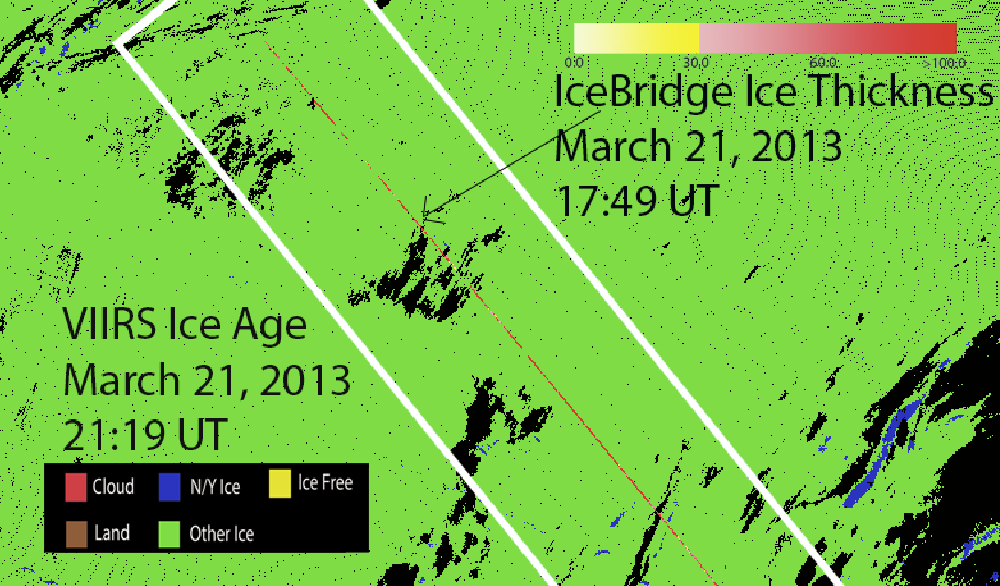 0.0 30.0 60.0 >100.0
IceBridge Ice Thickness
March 21, 2013
17:49 UT
VIIRS Ice Age
March 21, 2013
21:19 UT
Cloud N/Y Ice Ice Free
Land Other Ice